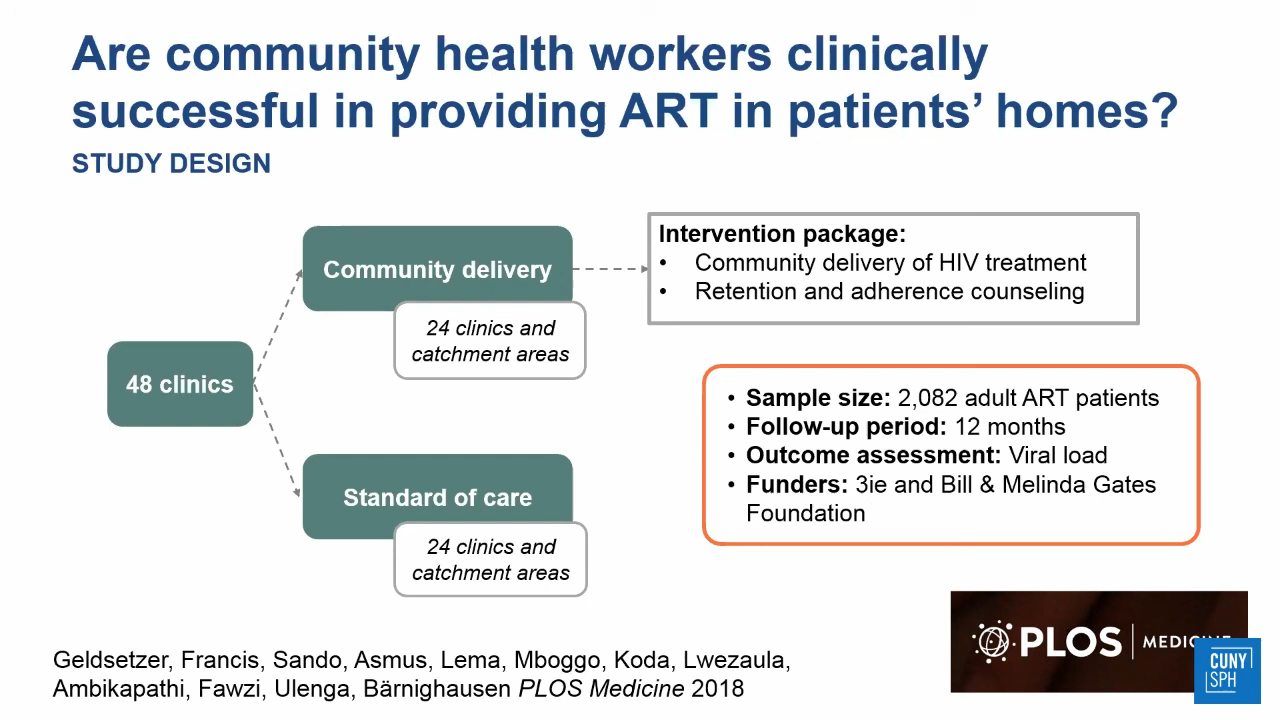 Are community health workers clinically
successful in providing ART in patients’ homes?
STUDY DESIGN
Community delivery
24 clinics and
catchment areas
Intervention package:
• Community delivery of HIV treatment
• Retention and adherence counseling
48 clinics
• Sample size: 2,082 adult ART patients
• Follow-up period: 12 months
• Outcome assessment: Viral load
• Funders: 3ie and Bill & Melinda Gates
Foundation
Standard of care
24 clinics and
catchment areas
PLOS MEDICINE
CUNY
SPH
Geldsetzer, Francis, Sando, Asmus, Lema, Mboggo, Koda, Lwezaula,
Ambikapathi, Fawzi, Ulenga, Bärnighausen PLOS Medicine 2018